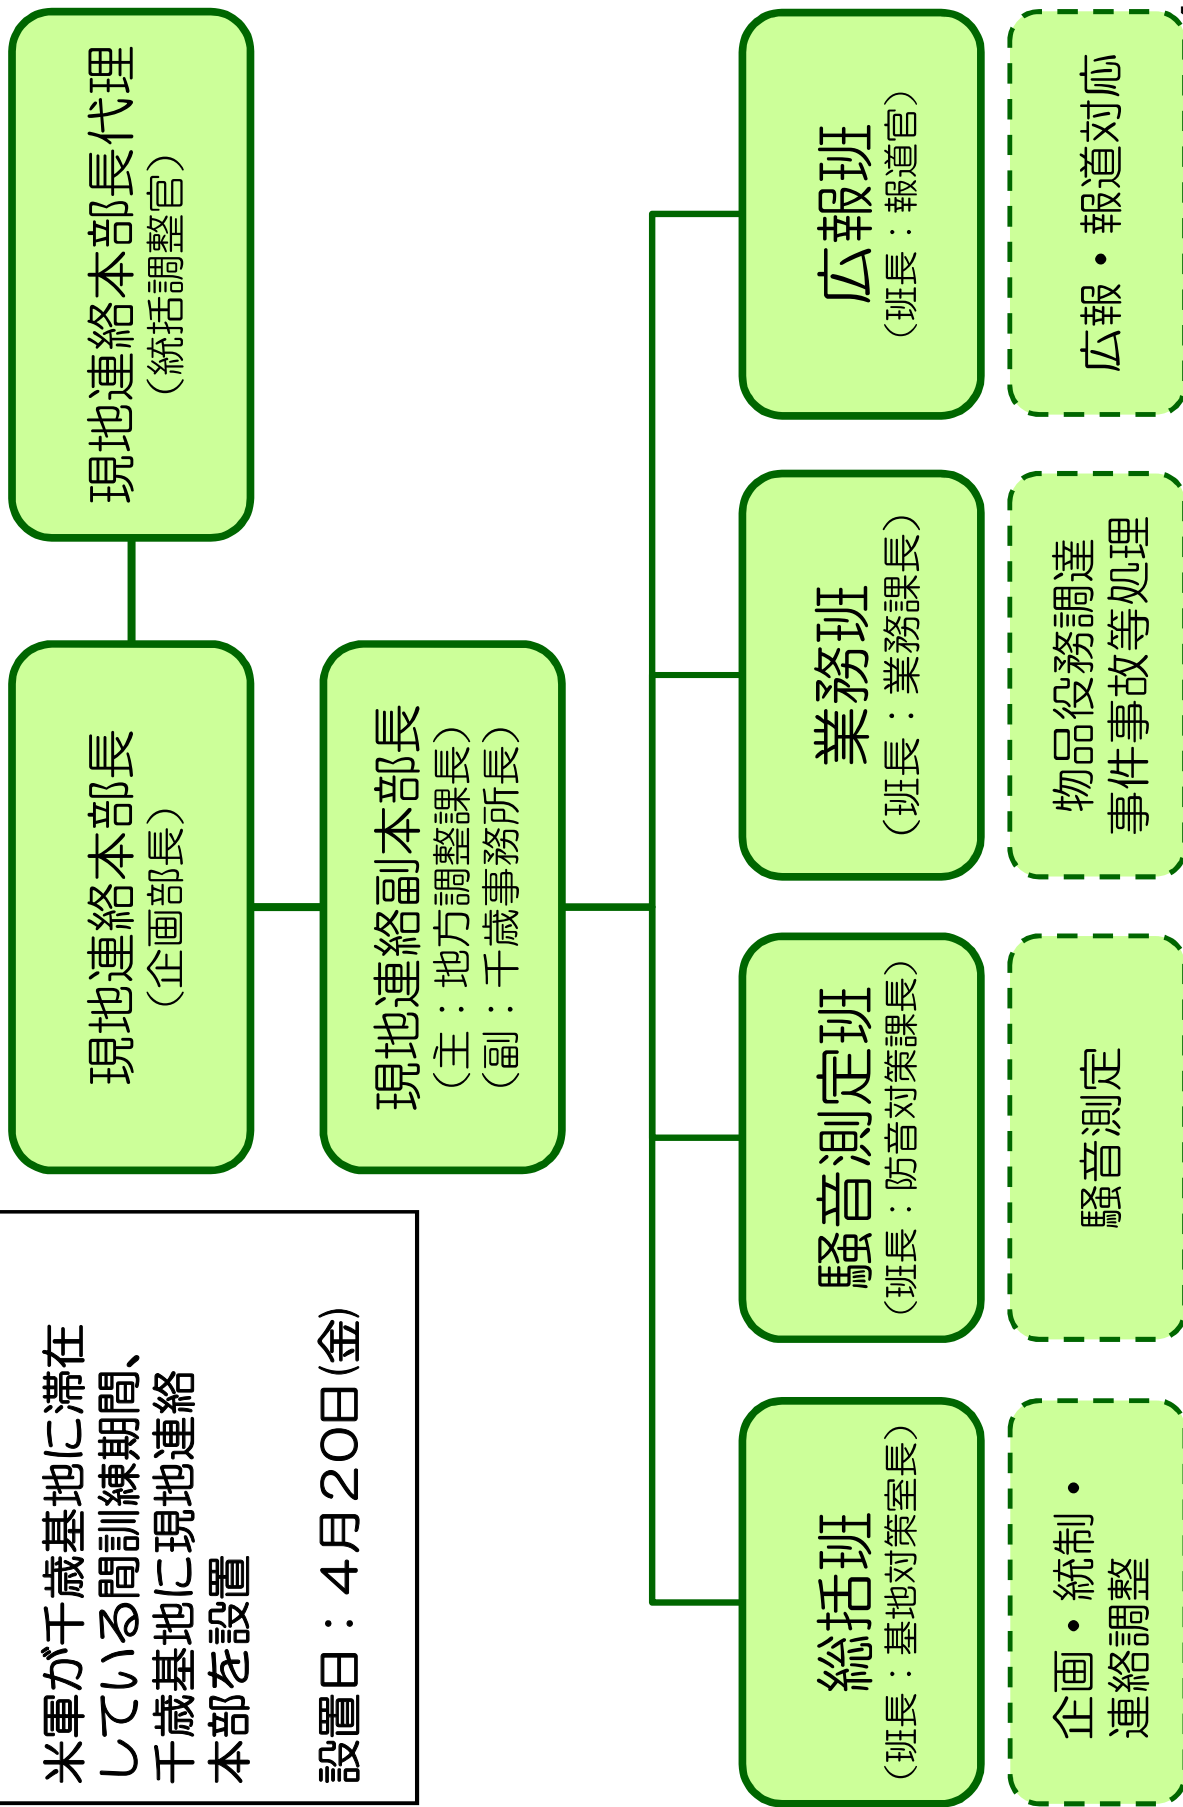 米軍が千歳基地に滞在
している間訓練期間、
千歳基地に現地連絡
本部を設置
設置日：４月２０日(金)
現地連絡本部長
（企画部長）
現地連絡本部長代理
（統括調整官）
現地連絡副本部長
（主：地方調整課長）
（副：千歳事務所長）
総括班
（班長：基地対策室長）
騒音測定班
（班長：防音対策課長）
業務班
（班長：業務課長）
広報班
（班長：報道官）
企画・統制・
連絡調整
騒音測定
物品役務調達
事件事故等処理
広報・報道対応